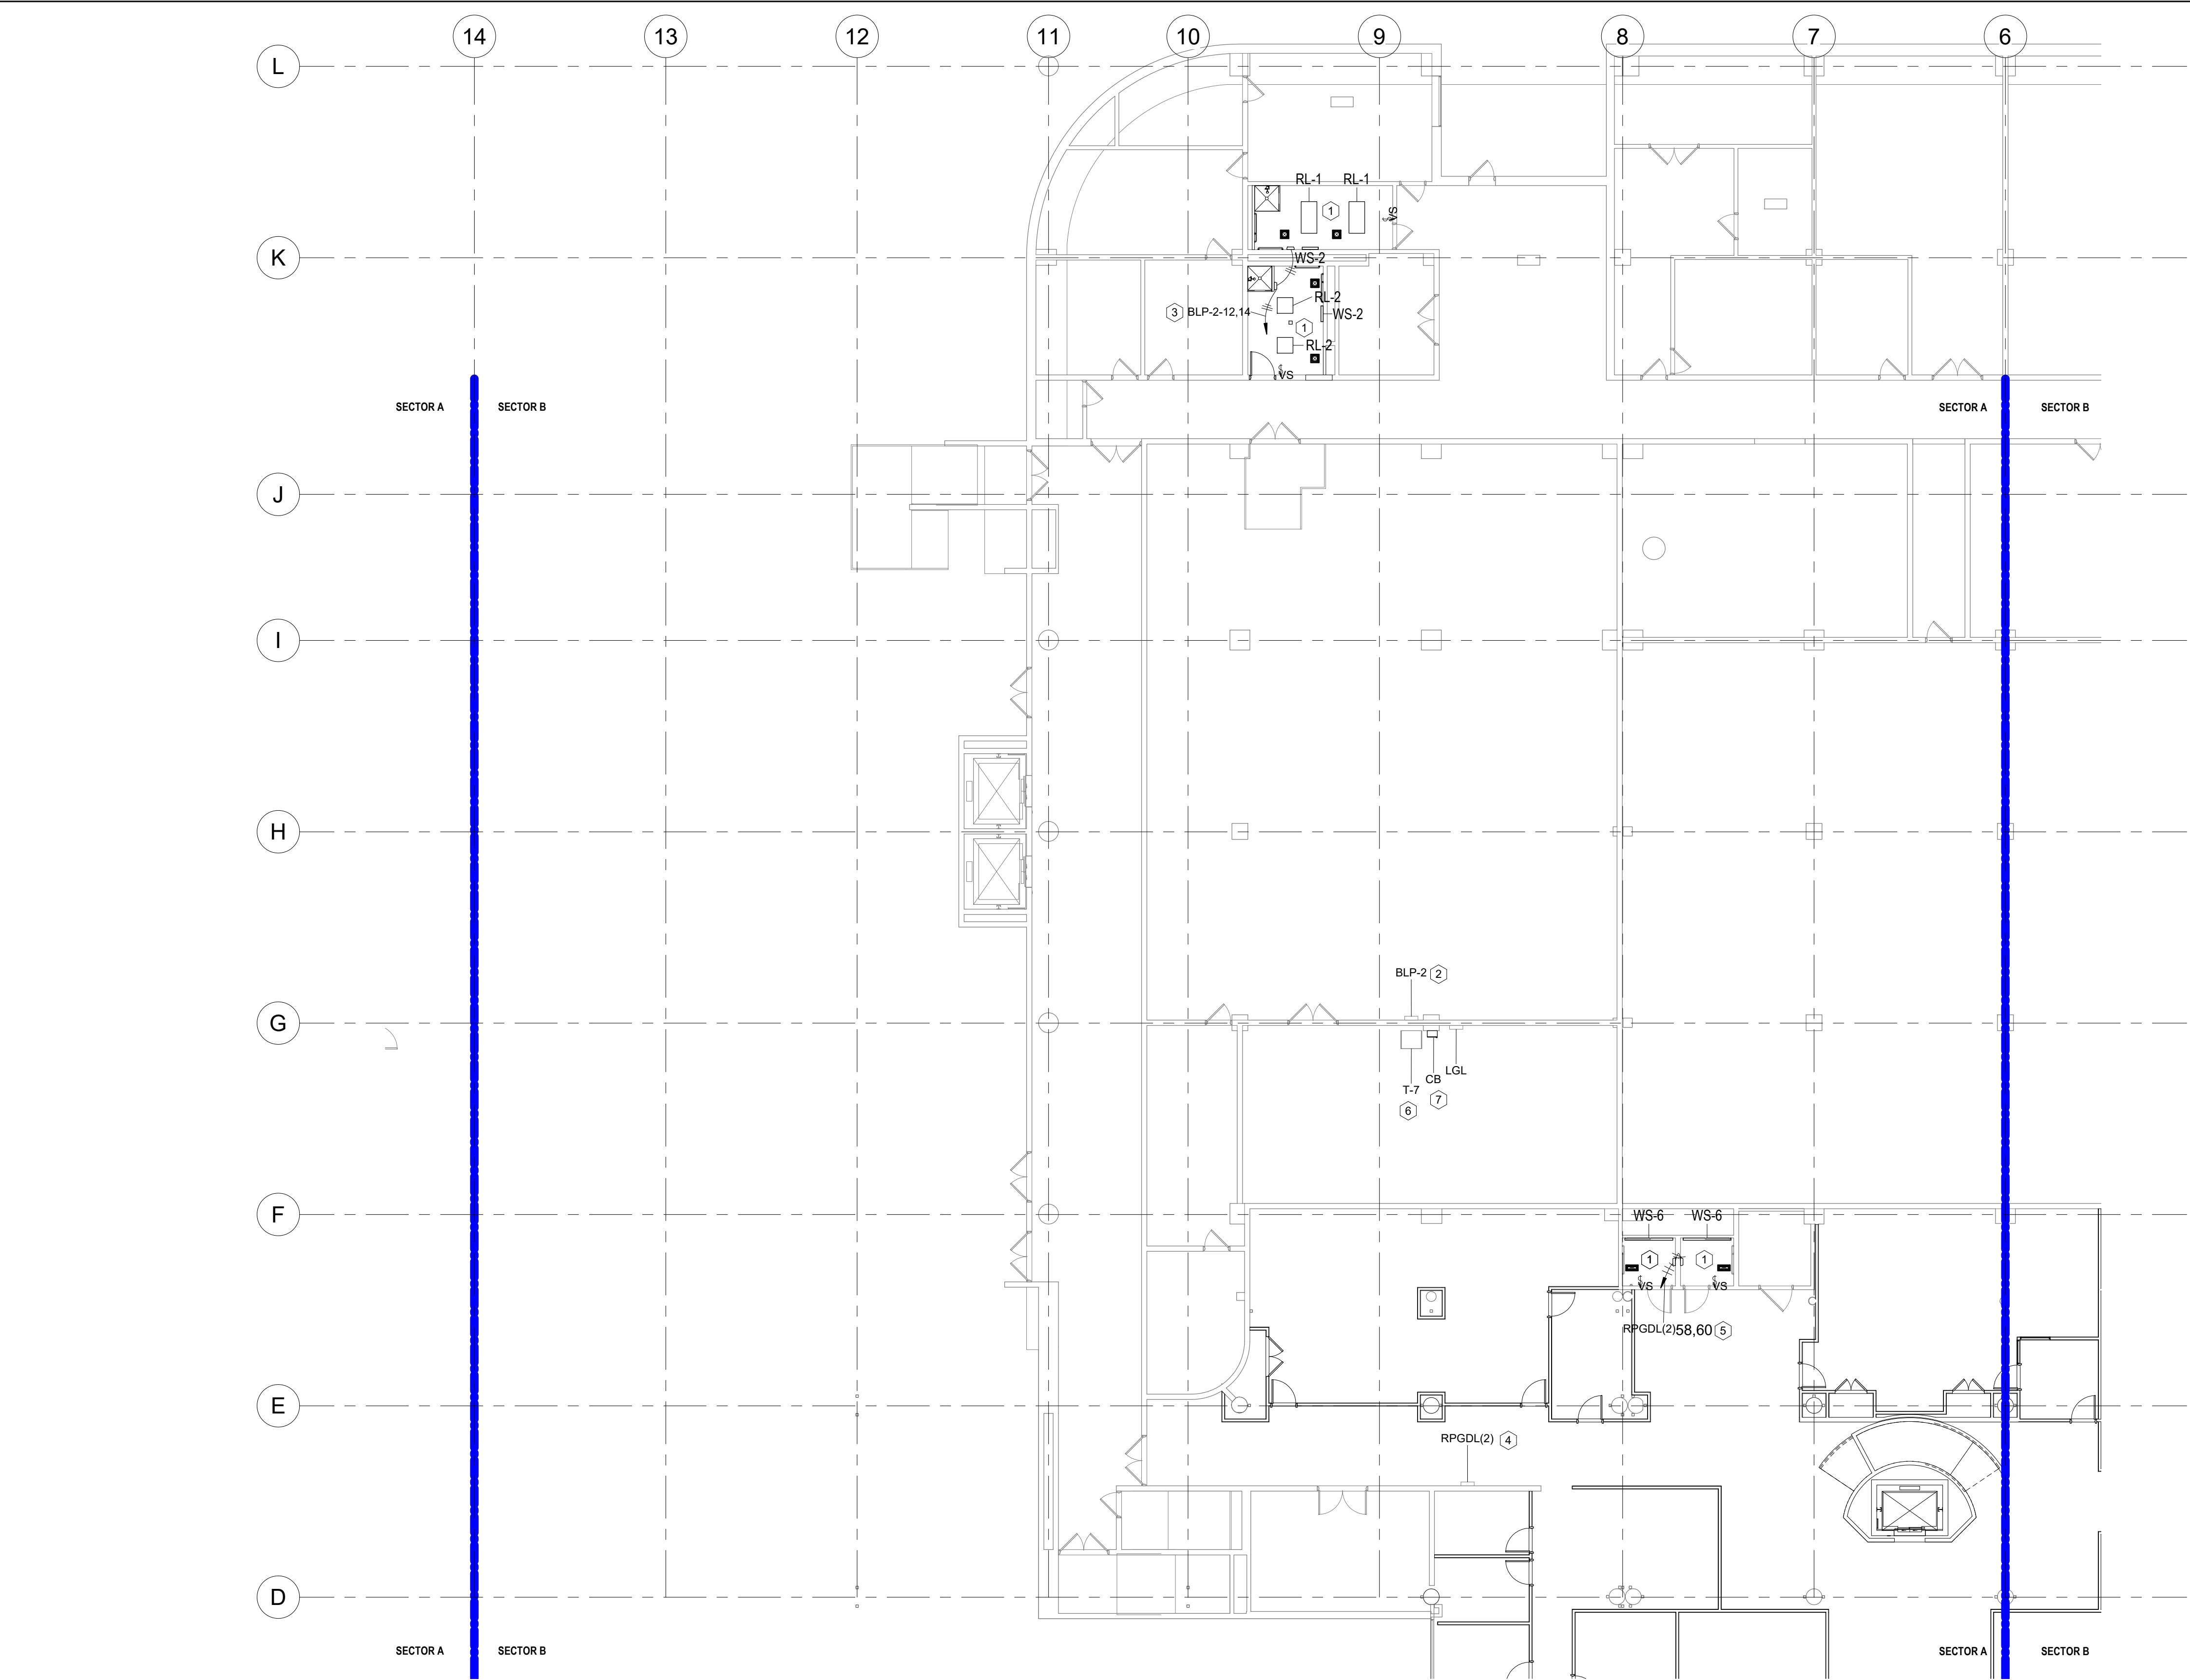 14 13 12 11 10 9 8 7 6
L
RL-1 RL-1
1
VS
K
WS-2
RL-2
3 BLP-2-12,14
WS-2
1
RL-2
VS
SECTOR A SECTOR B SECTOR A SECTOR B
J
I
H
BLP-2 2
G
LGL
CB
T-7
7
6
F
WS-6 WS-6
1 1
VS VS
RPGDL(2)58,60 5
E
RPGDL(2) 4
D
SECTOR A SECTOR B SECTOR A SECTOR B